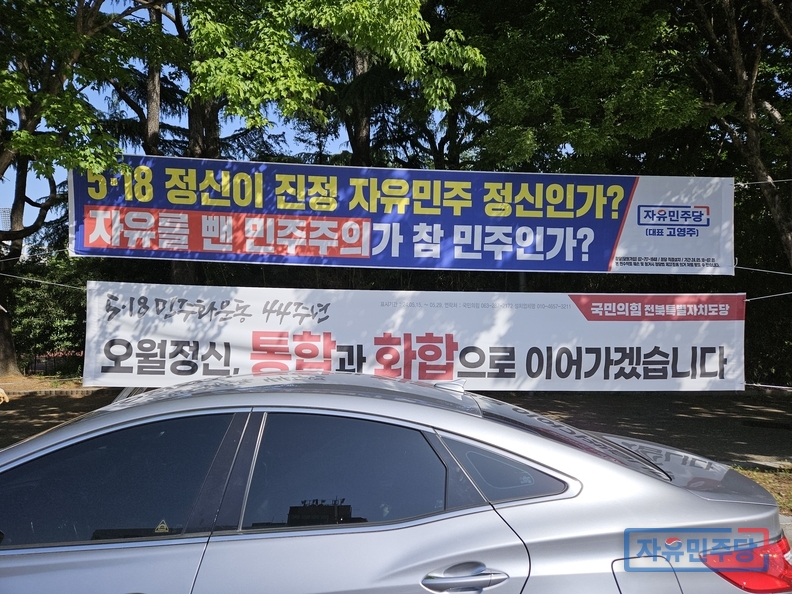 5·18 정신이 진정 자유민주 정신인가?
자유를 뺀 민주주의가 참 민주인가?
자유민주당
(대표 고영주)
5·18 민주화운동 44주년
국민의힘 전북특별자치도당
오월정신, 통합과 화합으로 이어가겠습니다
자유민주당